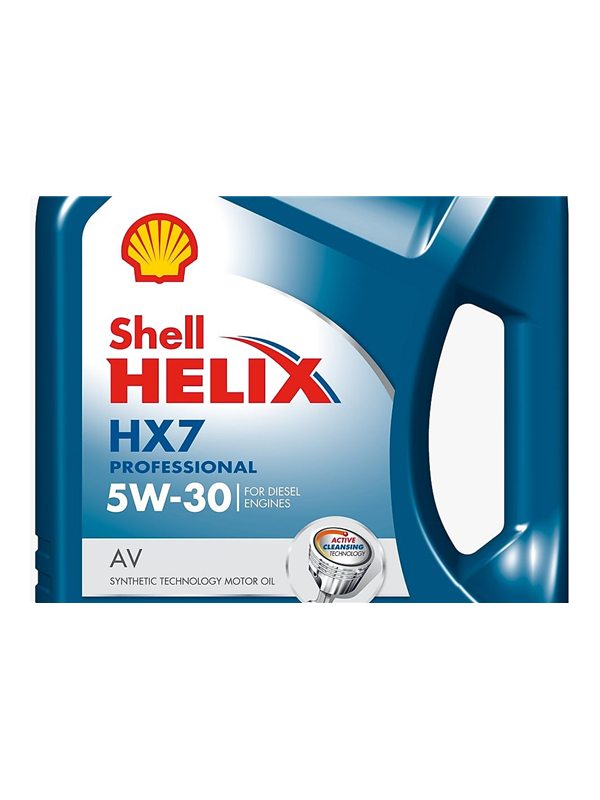 Shell
HELIX
HX7
PROFESSIONAL
5W-30 FOR DIESEL
ENGINES
ACTIVE
CLEANSING
TECHNOLOGY
AV
SYNTHETIC TECHNOLOGY MOTOR OIL